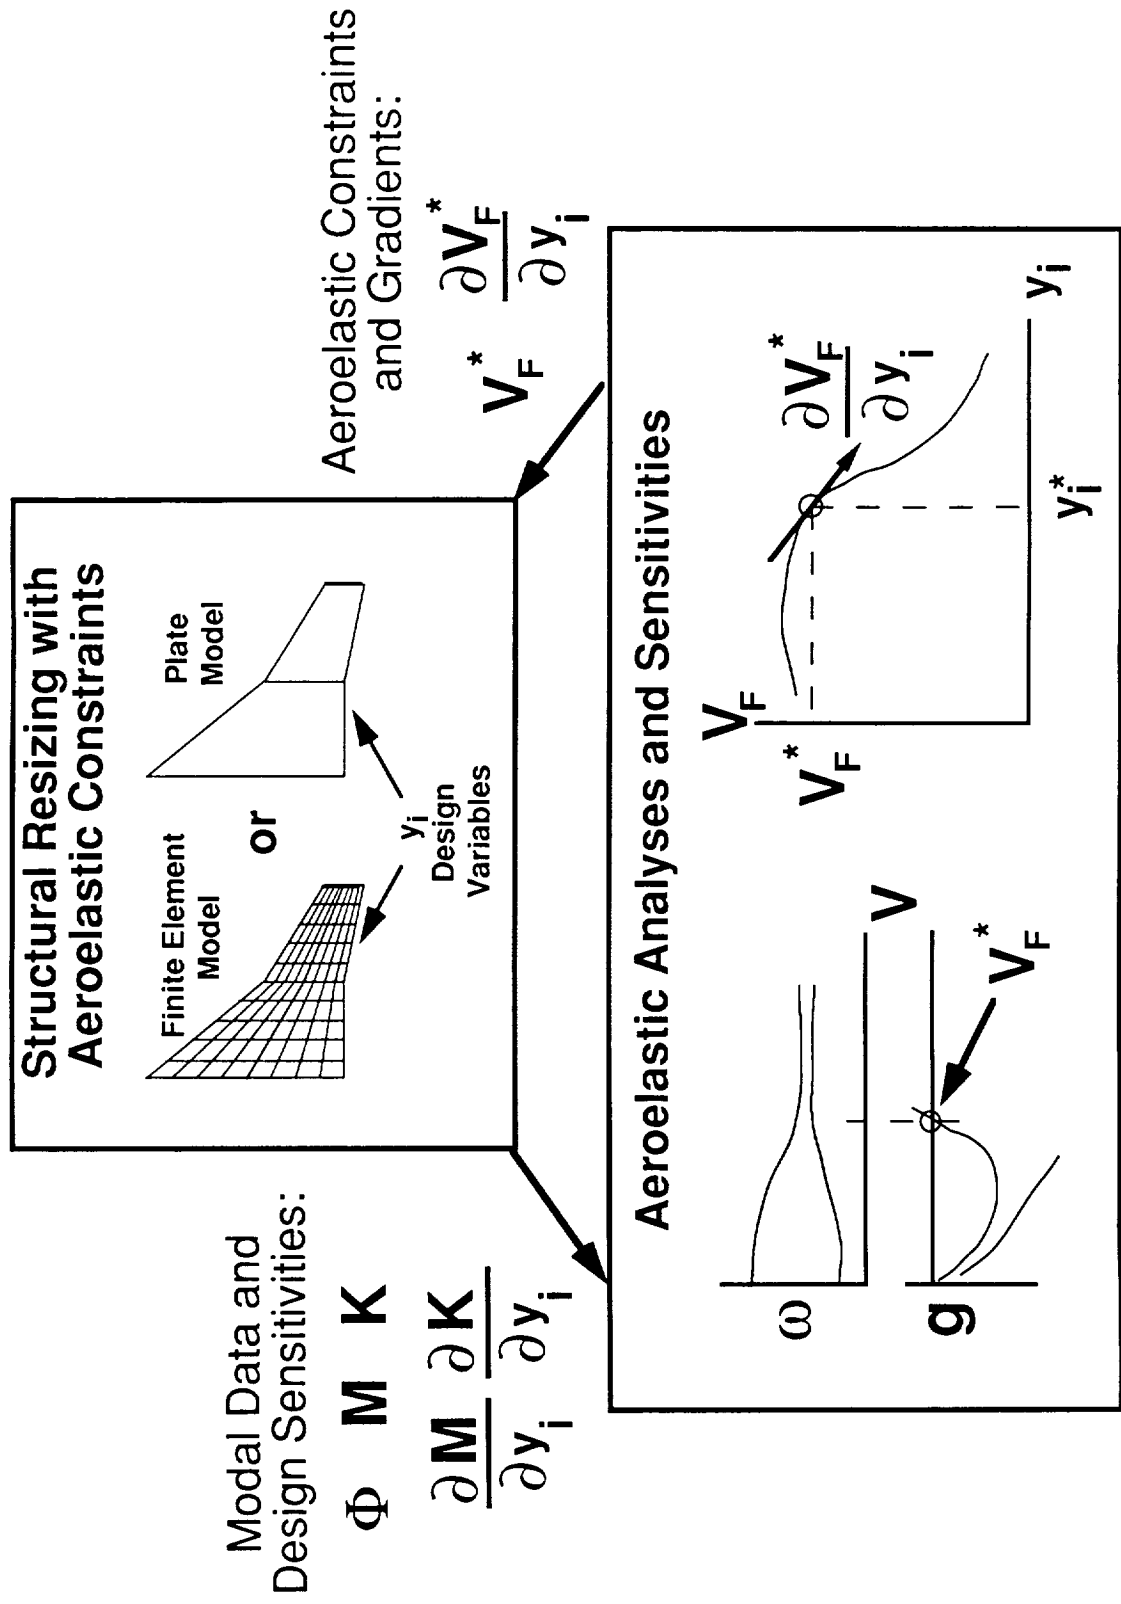 Structural Resizing with
Aeroelastic Constraints
Finite Element
Model
or
Plate
Model
y_i
Design
Variables
Modal Data and
Design Sensitivities:
Φ M K
∂M/∂y_i ∂K/∂y_i
Aeroelastic Constraints
and Gradients:
V_F^* ∂V_F^*/∂y_i
Aeroelastic Analyses and Sensitivities
ω
V
g
V_F^*
V_F
V_F^*
∂V_F^*/∂y_i
y_i^*
y_i